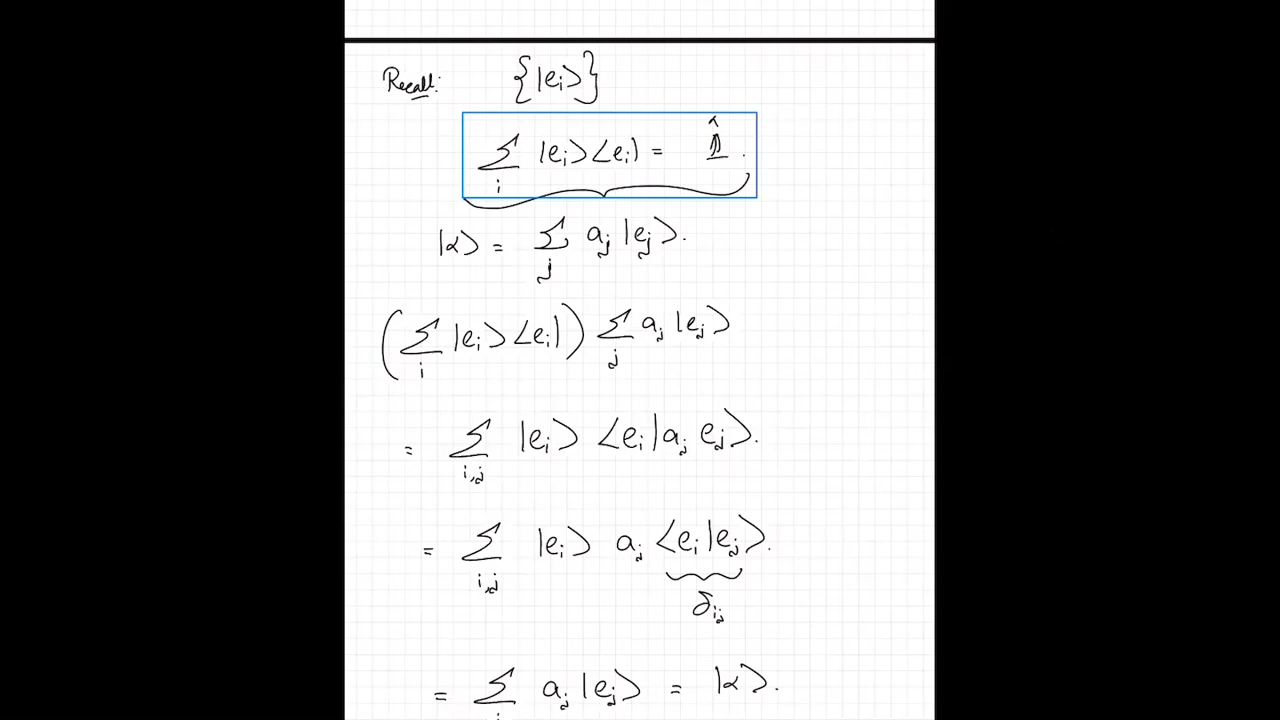 Recall: {|eᵢ⟩}
∑ᵢ |eᵢ⟩⟨eᵢ| = 𝟙̂.
|α⟩ = ∑ⱼ aⱼ |eⱼ⟩.
(∑ᵢ |eᵢ⟩⟨eᵢ|) ∑ⱼ aⱼ |eⱼ⟩
= ∑ᵢ,ⱼ |eᵢ⟩ ⟨eᵢ|aⱼ eⱼ⟩.
= ∑ᵢ,ⱼ |eᵢ⟩ aⱼ ⟨eᵢ|eⱼ⟩.
δᵢⱼ
= ∑ aⱼ |eⱼ⟩ = |α⟩.